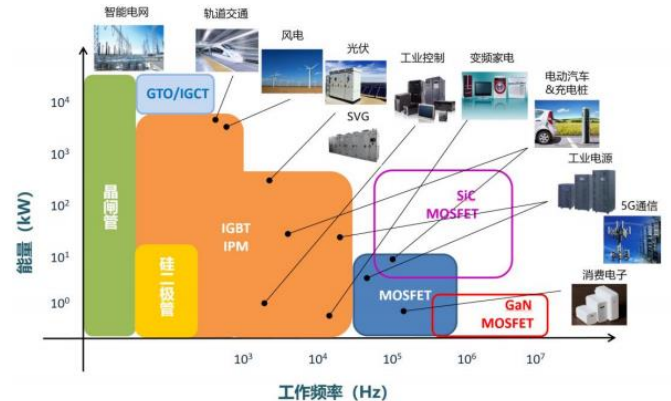 智能电网
轨道交通
风电
光伏
工业控制
变频家电
电动汽车
&充电桩
SVG
工业电源
5G通信
消费电子
能量（kW）
10⁴
10³
10²
10¹
10⁰
晶闸管
GTO/IGCT
硅二极管
IGBT
IPM
SiC
MOSFET
MOSFET
GaN
MOSFET
10³
10⁴
10⁵
10⁶
10⁷
工作频率（Hz）